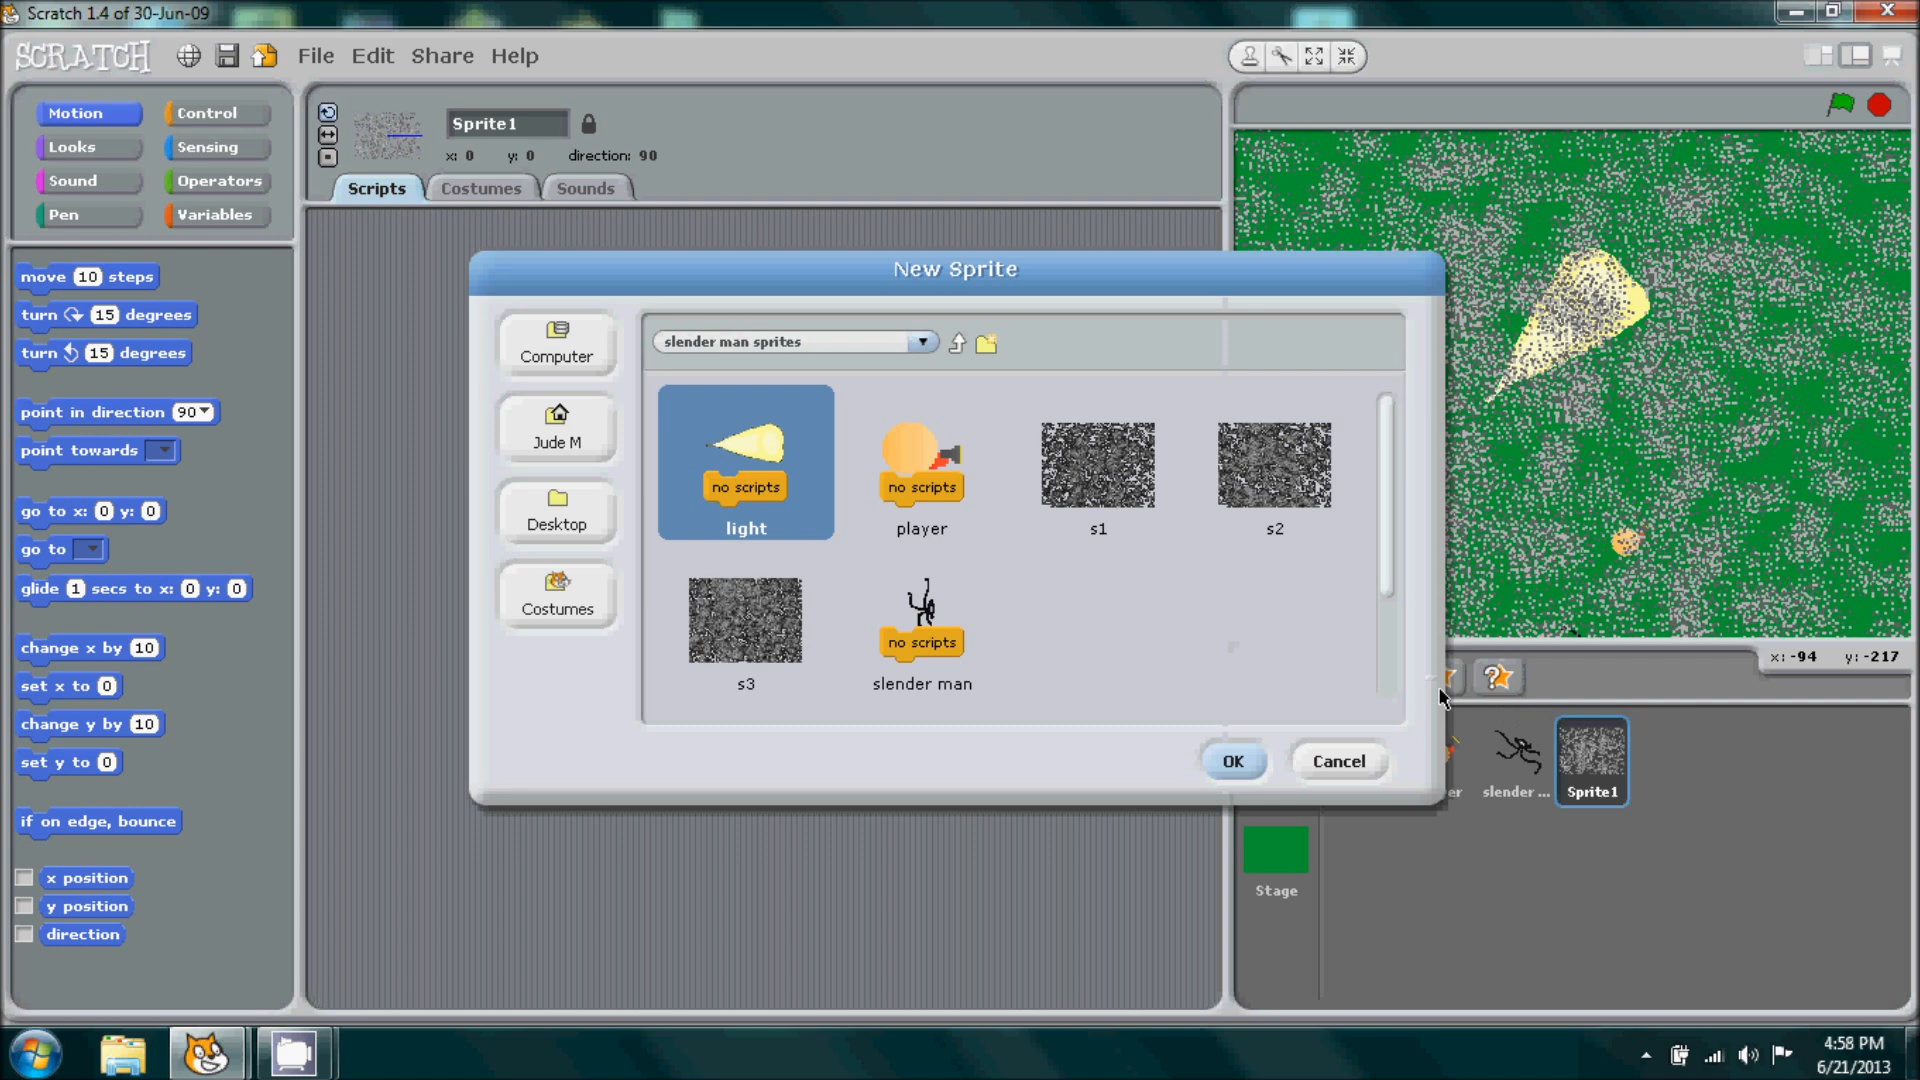 Scratch 1.4 of 30-Jun-09
SCRATCH
File Edit Share Help
Motion Control
Looks Sensing
Sound Operators
Pen Variables
Sprite1
x: 0 y: 0 direction: 90
Scripts Costumes Sounds
move 10 steps
turn 15 degrees
turn 15 degrees
point in direction 90
point towards
go to x: 0 y: 0
go to
glide 1 secs to x: 0 y: 0
change x by 10
set x to 0
change y by 10
set y to 0
if on edge, bounce
x position
y position
direction
New Sprite
Computer
Jude M
Desktop
Costumes
slender man sprites
no scripts
light
no scripts
player
s1
s2
s3
no scripts
slender man
OK Cancel
x: -94 y: -217
er slender ... Sprite1
Stage
4:58 PM
6/21/2013